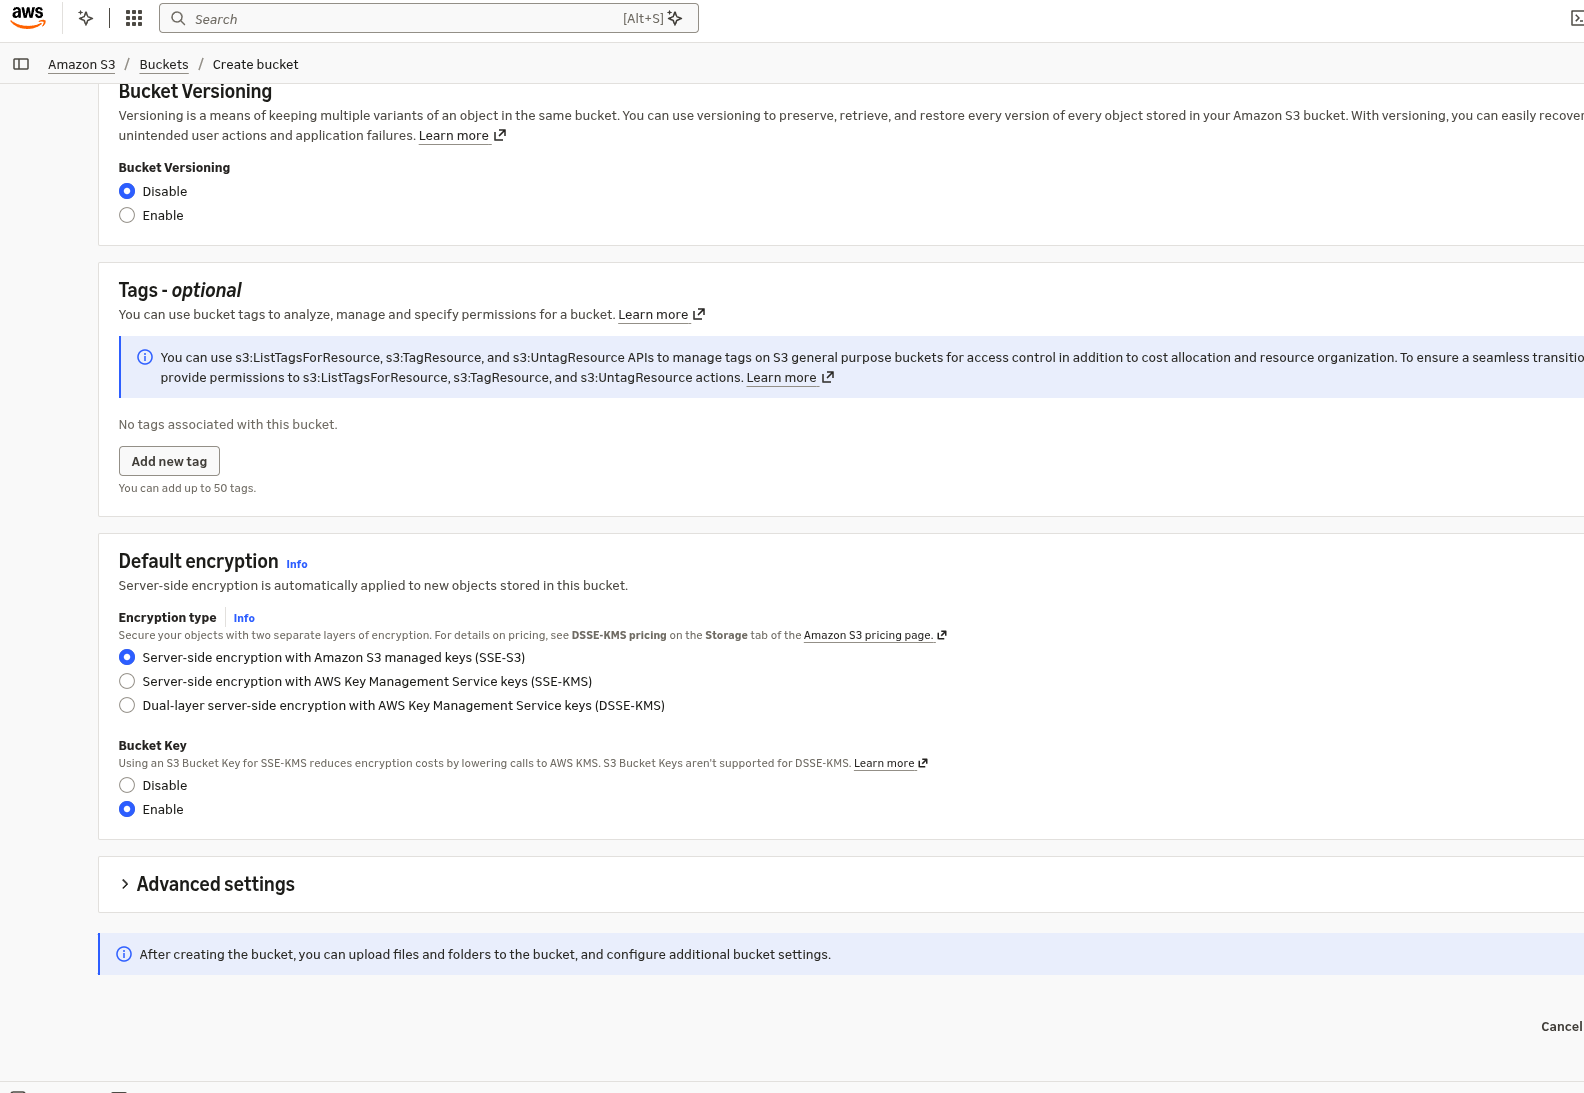 aws
Search [Alt+S]
Amazon S3 / Buckets / Create bucket
Bucket Versioning
Versioning is a means of keeping multiple variants of an object in the same bucket. You can use versioning to preserve, retrieve, and restore every version of every object stored in your Amazon S3 bucket. With versioning, you can easily recover
unintended user actions and application failures. Learn more
Bucket Versioning
Disable
Enable
Tags - optional
You can use bucket tags to analyze, manage and specify permissions for a bucket. Learn more
You can use s3:ListTagsForResource, s3:TagResource, and s3:UntagResource APIs to manage tags on S3 general purpose buckets for access control in addition to cost allocation and resource organization. To ensure a seamless transitio
provide permissions to s3:ListTagsForResource, s3:TagResource, and s3:UntagResource actions. Learn more
No tags associated with this bucket.
Add new tag
You can add up to 50 tags.
Default encryption Info
Server-side encryption is automatically applied to new objects stored in this bucket.
Encryption type Info
Secure your objects with two separate layers of encryption. For details on pricing, see DSSE-KMS pricing on the Storage tab of the Amazon S3 pricing page.
Server-side encryption with Amazon S3 managed keys (SSE-S3)
Server-side encryption with AWS Key Management Service keys (SSE-KMS)
Dual-layer server-side encryption with AWS Key Management Service keys (DSSE-KMS)
Bucket Key
Using an S3 Bucket Key for SSE-KMS reduces encryption costs by lowering calls to AWS KMS. S3 Bucket Keys aren't supported for DSSE-KMS. Learn more
Disable
Enable
Advanced settings
After creating the bucket, you can upload files and folders to the bucket, and configure additional bucket settings.
Cancel